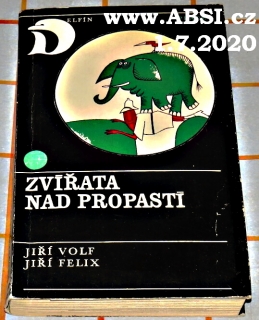 www.ABSI.cz
1.7.2020
DELFÍN
ZVÍŘATA
NAD PROPASTÍ
JIŘÍ VOLF
JIŘÍ FELIX